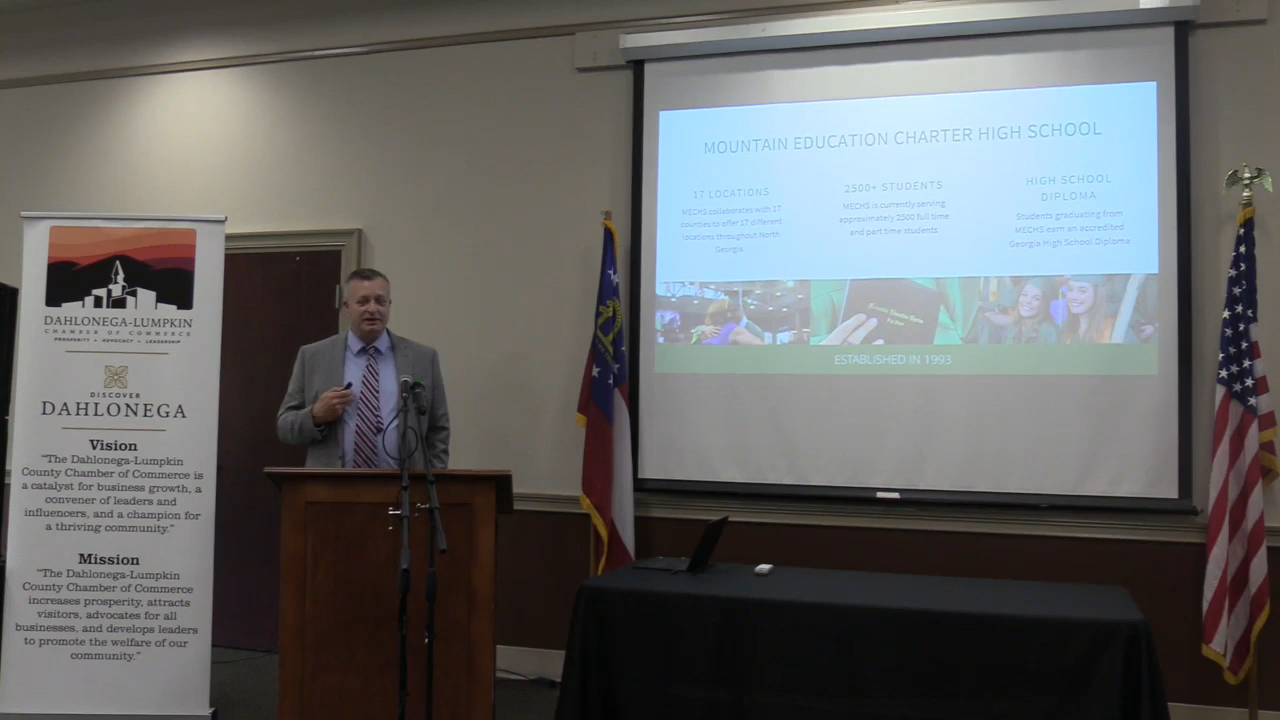 DAHLONEGA-LUMPKIN
CHAMBER OF COMMERCE
PROSPERITY • ADVOCACY • LEADERSHIP
DISCOVER
DAHLONEGA
Vision
“The Dahlonega-Lumpkin
County Chamber of Commerce is
a catalyst for business growth, a
convener of leaders and
influencers, and a champion for
a thriving community.”
Mission
“The Dahlonega-Lumpkin
County Chamber of Commerce
increases prosperity, attracts
visitors, advocates for all
businesses, and develops leaders
to promote the welfare of our
community.”
MOUNTAIN EDUCATION CHARTER HIGH SCHOOL
17 LOCATIONS
MECHS collaborates with 17
counties to offer 17 different
locations throughout North
Georgia.
2500+ STUDENTS
MECHS is currently serving
approximately 2500 full time
and part time students
HIGH SCHOOL
DIPLOMA
Students graduating from
MECHS earn an accredited
Georgia High School Diploma
ESTABLISHED IN 1993